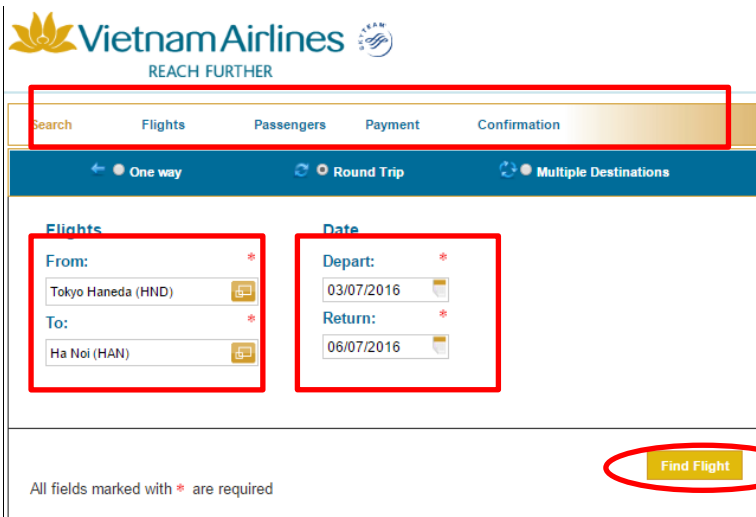 Vietnam Airlines
SKYTEAM
REACH FURTHER
Search Flights Passengers Payment Confirmation
One way Round Trip Multiple Destinations
Flights Date
From: * Depart: *
Tokyo Haneda (HND) 03/07/2016
To: * Return: *
Ha Noi (HAN) 06/07/2016
Find Flight
All fields marked with * are required